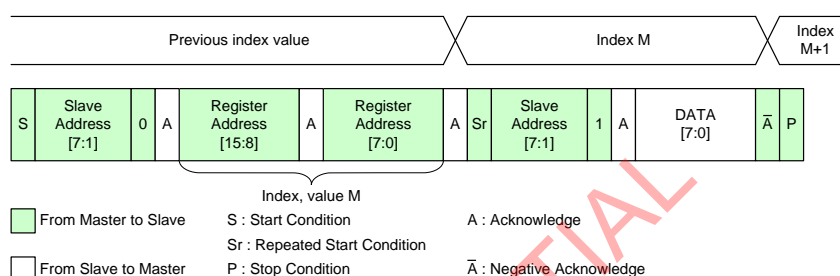 Previous index value
Index M
Index
M+1
S
Slave
Address
[7:1]
0
A
Register
Address
[15:8]
A
Register
Address
[7:0]
A
Sr
Slave
Address
[7:1]
1
A
DATA
[7:0]
A̅
P
Index, value M
From Master to Slave
S : Start Condition
A : Acknowledge
Sr : Repeated Start Condition
From Slave to Master
P : Stop Condition
A̅ : Negative Acknowledge
TIAL